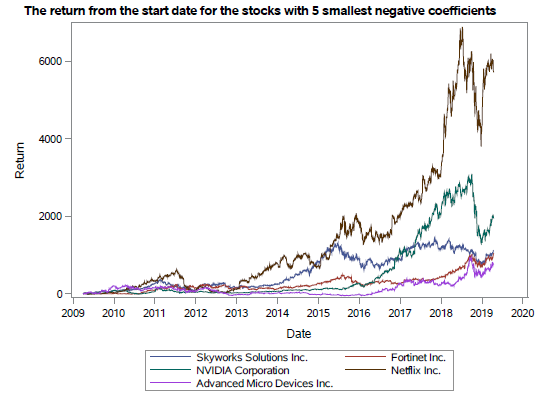 The return from the start date for the stocks with 5 smallest negative coefficients
Return
6000
4000
2000
0
2009 2010 2011 2012 2013 2014 2015 2016 2017 2018 2019 2020
Date
Skyworks Solutions Inc. Fortinet Inc.
NVIDIA Corporation Netflix Inc.
Advanced Micro Devices Inc.